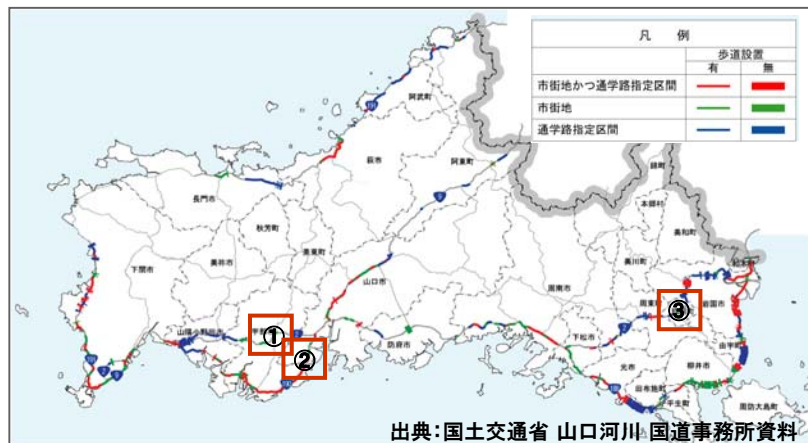 凡 例
歩道設置
有 無
市街地かつ通学路指定区間
市街地
通学路指定区間
阿武町
萩市
阿東町
錦町
本郷村
美和町
長門市
秋芳町
美東町
美川町
美祢市
下関市
山口市
周南市
周東町
岩国市
③
山陽小野田市
①
②
防府市
下松市
由宇町
光市
柳井市
田布施町
平生町
周防大島町
出典:国土交通省 山口河川 国道事務所資料